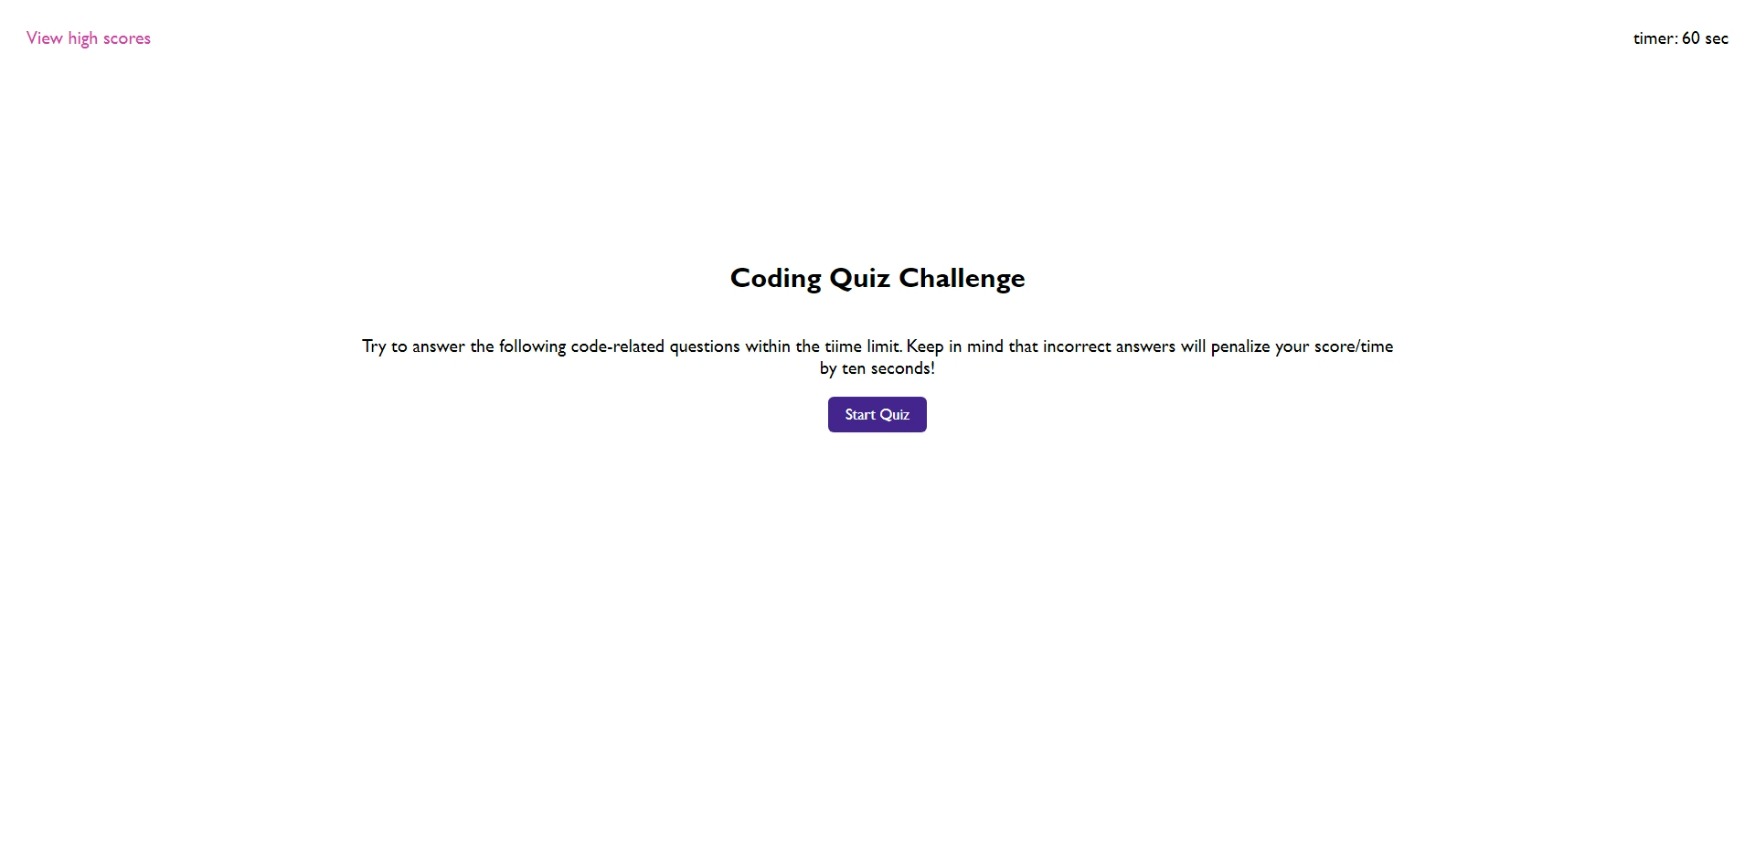 View high scores
timer: 60 sec
Coding Quiz Challenge
Try to answer the following code-related questions within the tiime limit. Keep in mind that incorrect answers will penalize your score/time
by ten seconds!
Start Quiz